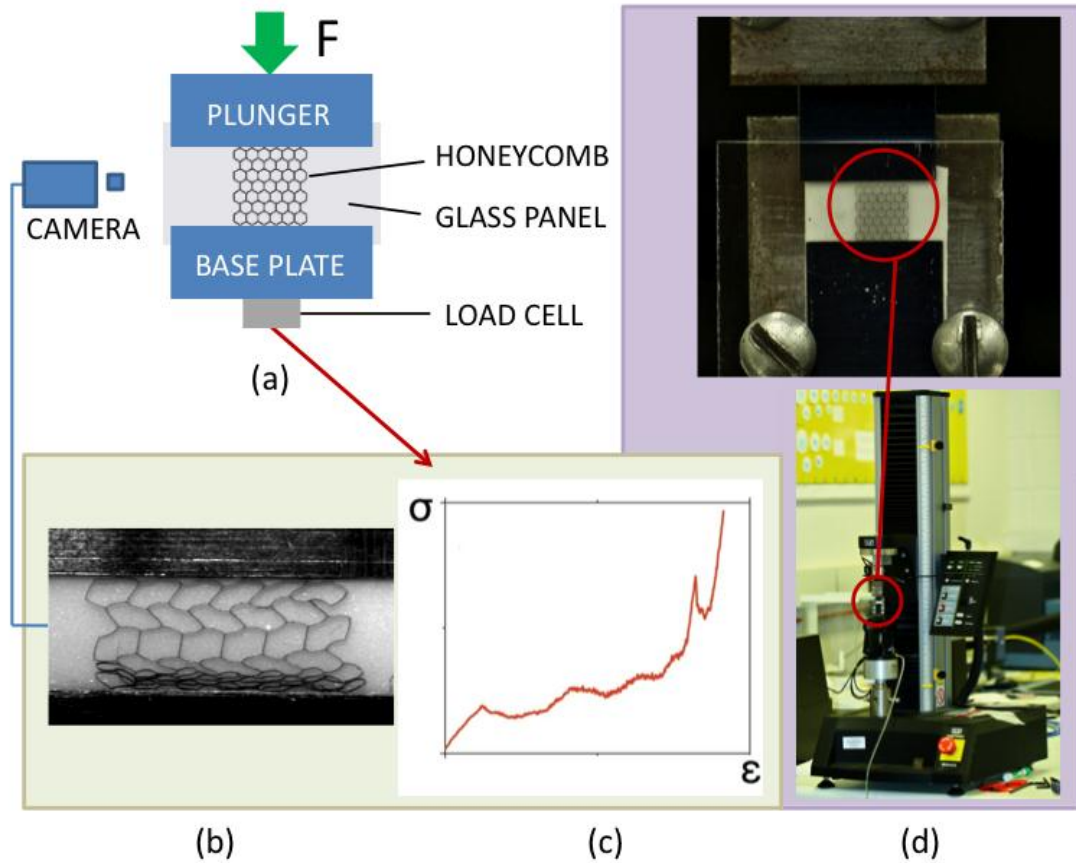 F
PLUNGER
HONEYCOMB
GLASS PANEL
CAMERA
BASE PLATE
LOAD CELL
(a)
σ
ε
(b)
(c)
(d)